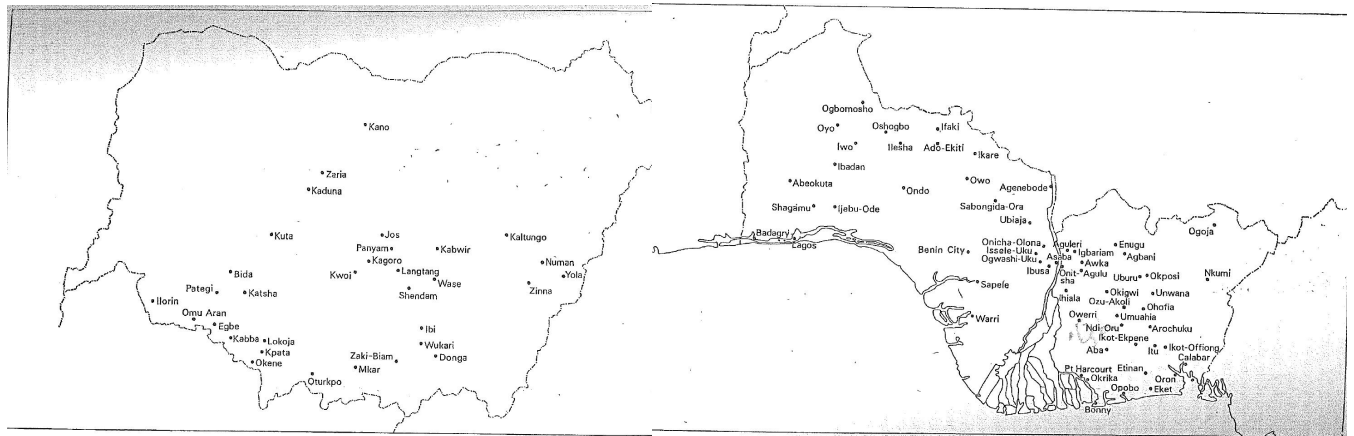 Kano
Zaria
Kaduna
Kuta
Jos
Kaltungo
Panyam
Kabwir
Kagoro
Numan
Bida
Kwoi
Langtang
Yola
Wase
Patagi
Katsha
Zinna
Shendam
Ilorin
Omu Aran
Egbe
Ibi
Kabba
Lokoja
Wukari
Kpata
Zaki-Biam
Donga
Okene
Mkar
Oturkpo
Ogbomosho
Oyo
Oshogbo
Ifaki
Iwo
Ilesha
Ado-Ekiti
Ikare
Ibadan
Abeokuta
Owo
Ondo
Agenebode
Sabongida-Ora
Shagamu
Ijabu-Ode
Ubiaja
Ogoja
Badagry
Lagos
Onicha-Olona
Aguleri
Enugu
Benin City
Issele-Uku
Igbariam
Agbani
Ogwashi-Uku
Asaba
Awka
Ibusa
Onit-
sha
Agulu
Uburu
Okposi
Nkumi
Sapele
Ihiala
Okigwi
Unwana
Ozu-Akoli
Ohofia
Warri
Owerri
Umuahia
Ndi-Oru
Arochuku
Ikot-Ekpene
Aba
Itu
Ikot-Offiong
Calabar
Pt Harcourt
Etinan
Okrika
Oron
Opobo
Eket
Bonny